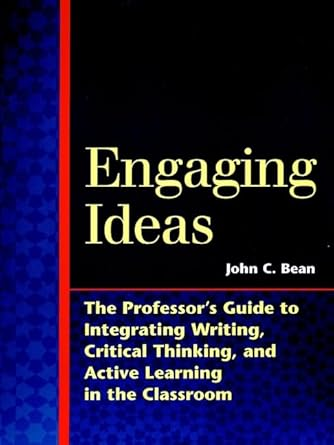 Engaging
Ideas
John C. Bean
The Professor's Guide to
Integrating Writing,
Critical Thinking, and
Active Learning
in the Classroom